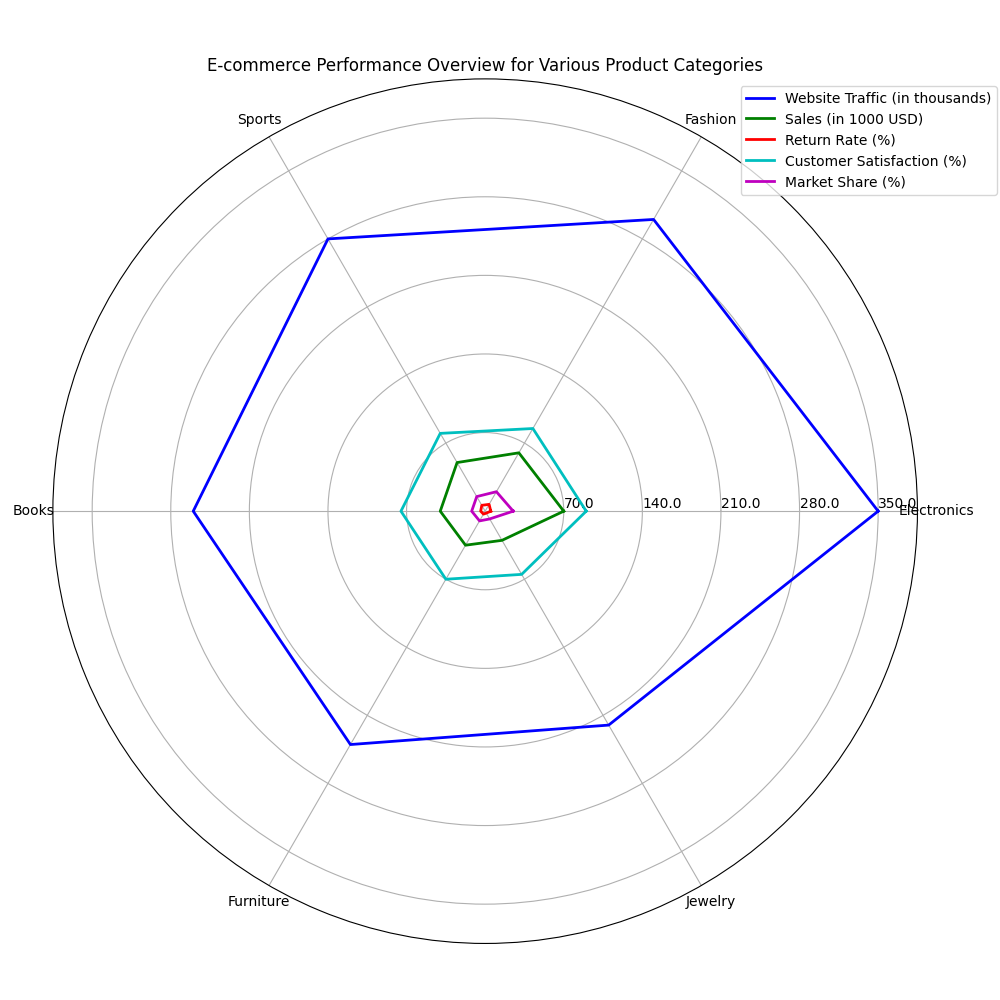 E-commerce Performance Overview for Various Product Categories
Website Traffic (in thousands)
Sales (in 1000 USD)
Return Rate (%)
Customer Satisfaction (%)
Market Share (%)
Sports
Fashion
70.0
140.0
210.0
280.0
350.0
Books
Electronics
Furniture
Jewelry